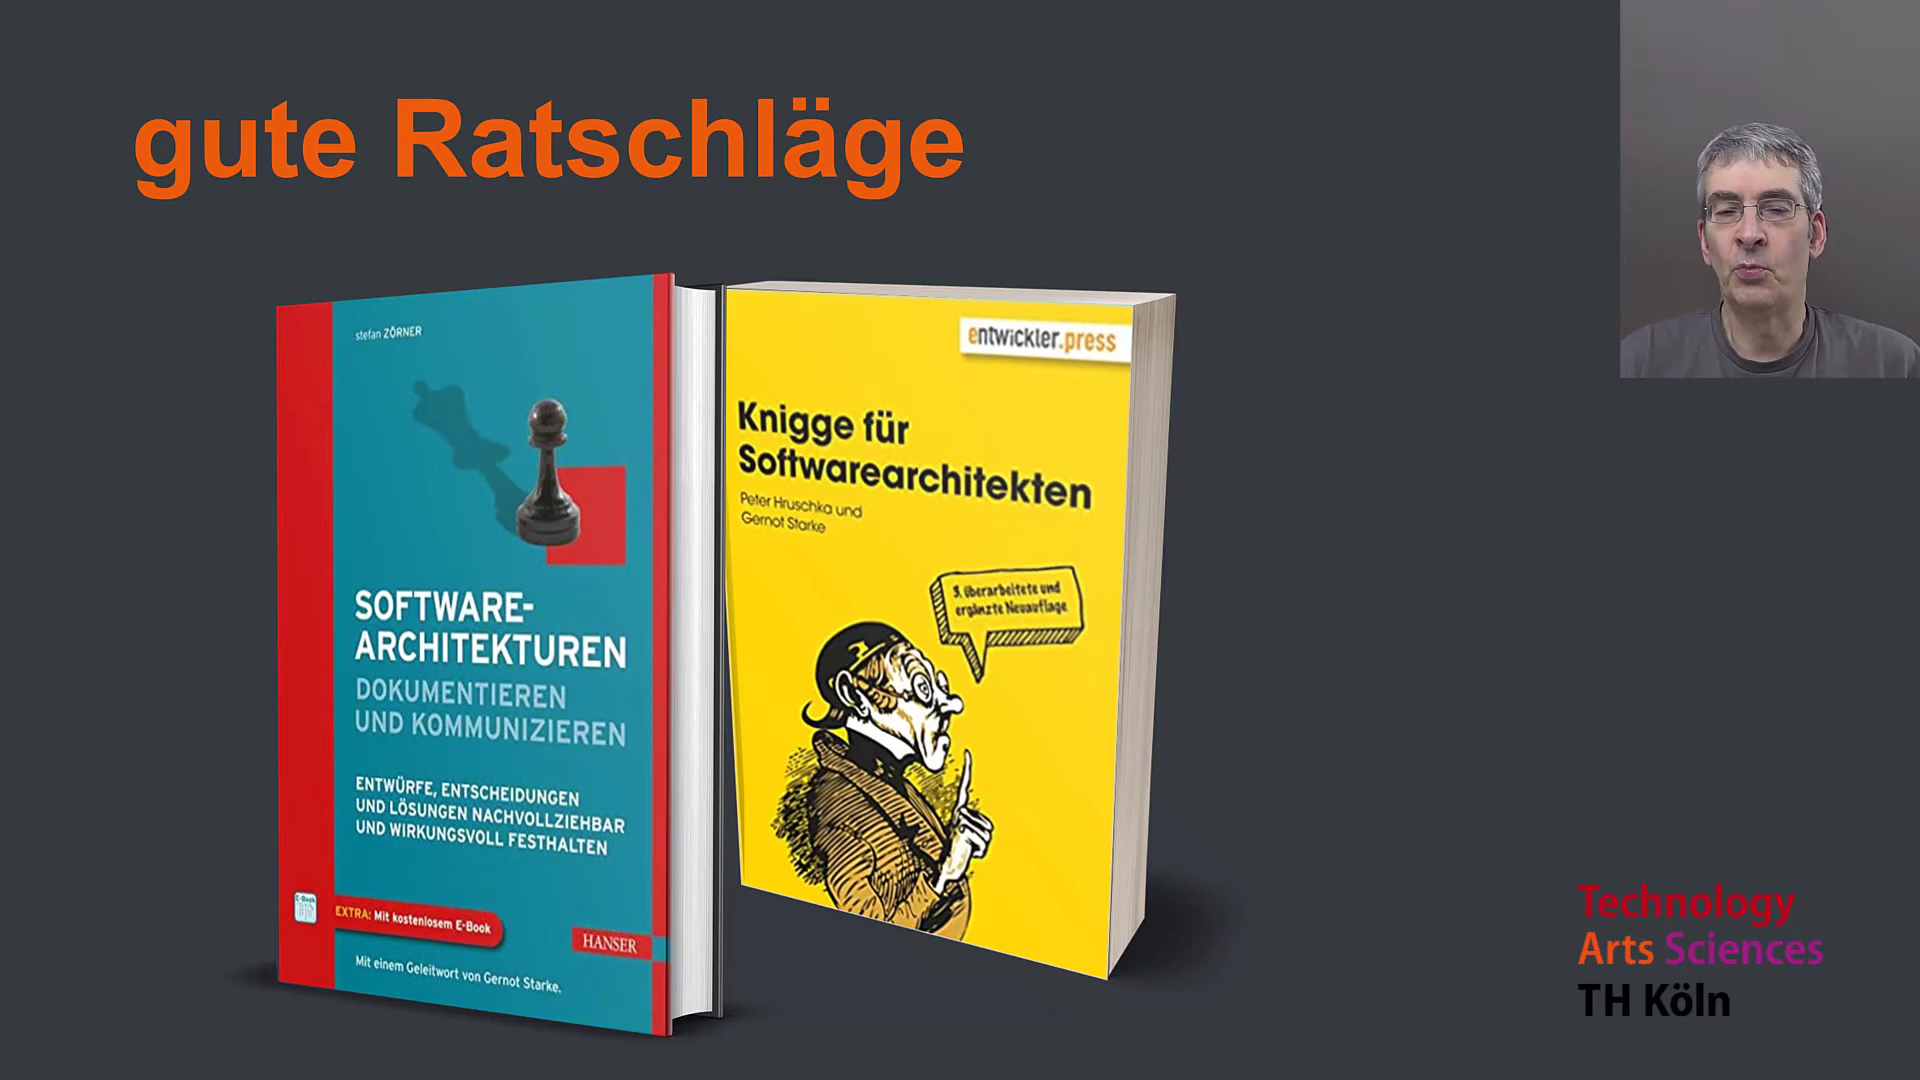 gute Ratschläge
stefan ZÖRNER
SOFTWARE-
ARCHITEKTUREN
DOKUMENTIEREN
UND KOMMUNIZIEREN
ENTWÜRFE, ENTSCHEIDUNGEN
UND LÖSUNGEN NACHVOLLZIEHBAR
UND WIRKUNGSVOLL FESTHALTEN
E-Book
EXTRA: Mit kostenlosem E-Book
HANSER
Mit einem Geleitwort von Gernot Starke.
entwickler.press
Knigge für
Softwarearchitekten
Peter Hruschka und
Gernot Starke
3. überarbeitete und
ergänzte Neuauflage
Technology
Arts Sciences
TH Köln